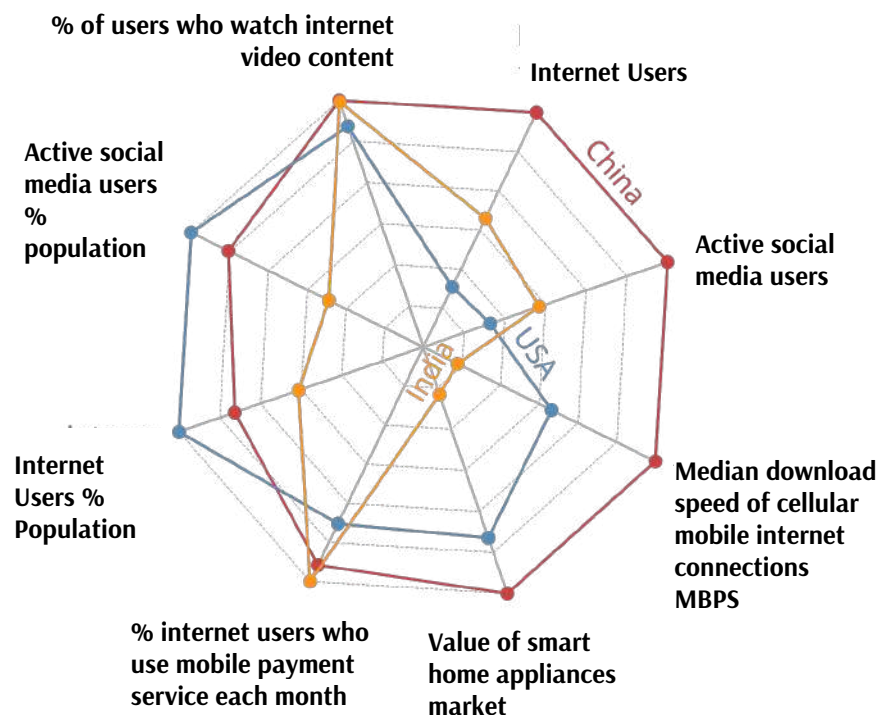 % of users who watch internet
video content
Internet Users
China
Active social
media users
%
population
Active social
media users
USA
India
Internet
Users %
Population
Median download
speed of cellular
mobile internet
connections
MBPS
% internet users who
use mobile payment
service each month
Value of smart
home appliances
market